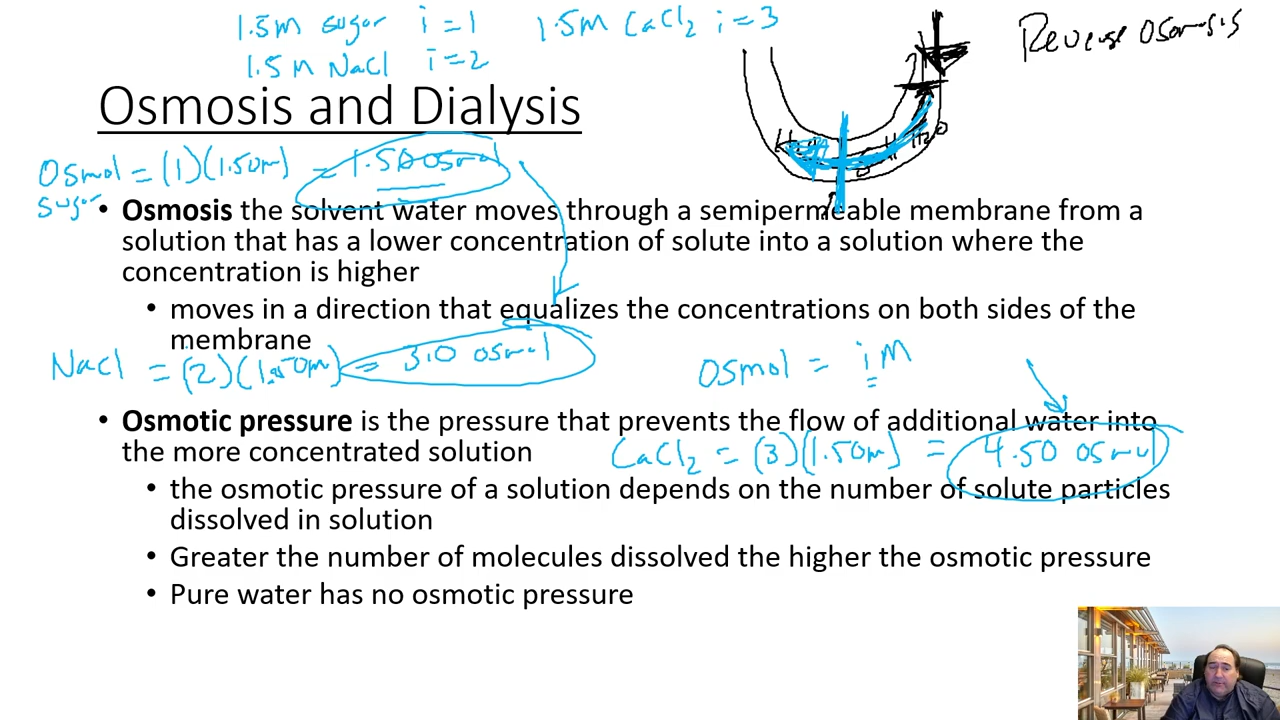 1.5m sugar i=1 1.5M CaCl2 i=3
1.5 M NaCl i=2
Reverse Osmosis
Osmosis and Dialysis
Osmol = (1)(1.50m) = 1.50 osmol
sugar
• Osmosis the solvent water moves through a semipermeable membrane from a
solution that has a lower concentration of solute into a solution where the
concentration is higher
• moves in a direction that equalizes the concentrations on both sides of the
membrane
NaCl = (2)(1.50m) = 3.0 osmol
Osmol = iM
• Osmotic pressure is the pressure that prevents the flow of additional water into
the more concentrated solution
CaCl2 = (3)(1.50m) = 4.50 osmol
• the osmotic pressure of a solution depends on the number of solute particles
dissolved in solution
• Greater the number of molecules dissolved the higher the osmotic pressure
• Pure water has no osmotic pressure